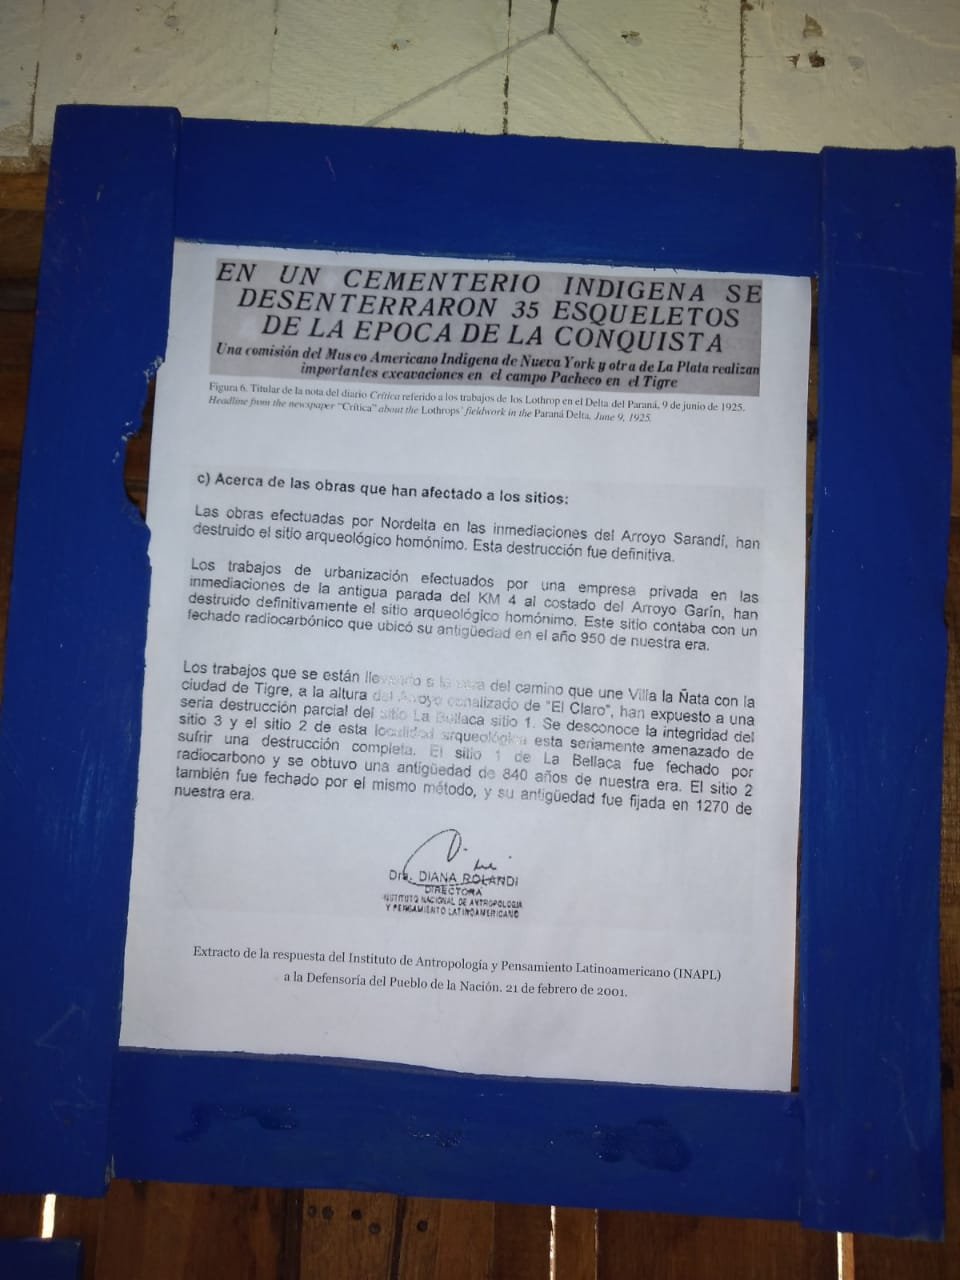 EN UN CEMENTERIO INDIGENA SE
DESENTERRARON 35 ESQUELETOS
DE LA EPOCA DE LA CONQUISTA
Una comisión del Museo Americano Indígena de Nueva York y otra de La Plata realizan
importantes excavaciones en el campo Pacheco en el Tigre
Figura 6. Titular de la nota del diario Crítica referido a los trabajos de los Lothrop en el Delta del Paraná, 9 de junio de 1925.
Headline from the newspaper "Crítica" about the Lothrops' fieldwork in the Paraná Delta, June 9, 1925.
c) Acerca de las obras que han afectado a los sitios:
Las obras efectuadas por Nordelta en las inmediaciones del Arroyo Sarandí, han
destruido el sitio arqueológico homónimo. Esta destrucción fue definitiva.
Los trabajos de urbanización efectuados por una empresa privada en las
inmediaciones de la antigua parada del KM 4 al costado del Arroyo Garín, han
destruido definitivamente el sitio arqueológico homónimo. Este sitio contaba con un
fechado radiocarbónico que ubicó su antigüedad en el año 950 de nuestra era.
Los trabajos que se están llevando a la del camino que une Villa la Ñata con la
ciudad de Tigre, a la altura del Arroyo canalizado de "El Claro", han expuesto a una
seria destrucción parcial del sitio La Bellaca sitio 1. Se desconoce la integridad del
sitio 3 y el sitio 2 de esta localidad arqueológica esta seriamente amenazado de
sufrir una destrucción completa. El sitio 1 de La Bellaca fue fechado por
radiocarbono y se obtuvo una antigüedad de 840 años de nuestra era. El sitio 2
también fue fechado por el mismo método, y su antigüedad fue fijada en 1270 de
nuestra era.
Dra. DIANA ROLANDI
DIRECTORA
INSTITUTO NACIONAL DE ANTROPOLOGIA
Y PENSAMIENTO LATINOAMERICANO
Extracto de la respuesta del Instituto de Antropología y Pensamiento Latinoamericano (INAPL)
a la Defensoría del Pueblo de la Nación. 21 de febrero de 2001.